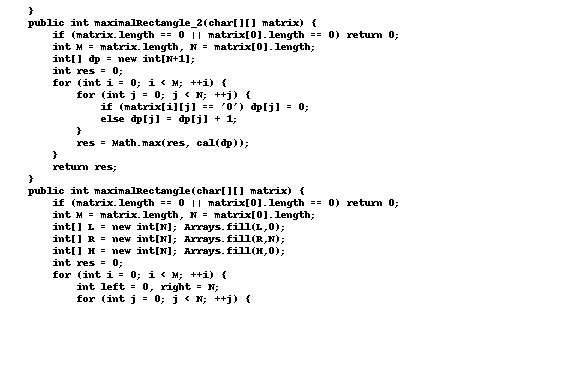 }
public int maximalRectangle_2(char[][] matrix) {
if (matrix.length == 0 || matrix[0].length == 0) return 0;
int M = matrix.length, N = matrix[0].length;
int[] dp = new int[N+1];
int res = 0;
for (int i = 0; i < M; ++i) {
for (int j = 0; j < N; ++j) {
if (matrix[i][j] == '0') dp[j] = 0;
else dp[j] = dp[j] + 1;
}
res = Math.max(res, cal(dp));
}
return res;
}
public int maximalRectangle(char[][] matrix) {
if (matrix.length == 0 || matrix[0].length == 0) return 0;
int M = matrix.length, N = matrix[0].length;
int[] L = new int[N]; Arrays.fill(L,0);
int[] R = new int[N]; Arrays.fill(R,N);
int[] H = new int[N]; Arrays.fill(H,0);
int res = 0;
for (int i = 0; i < M; ++i) {
int left = 0, right = N;
for (int j = 0; j < N; ++j) {